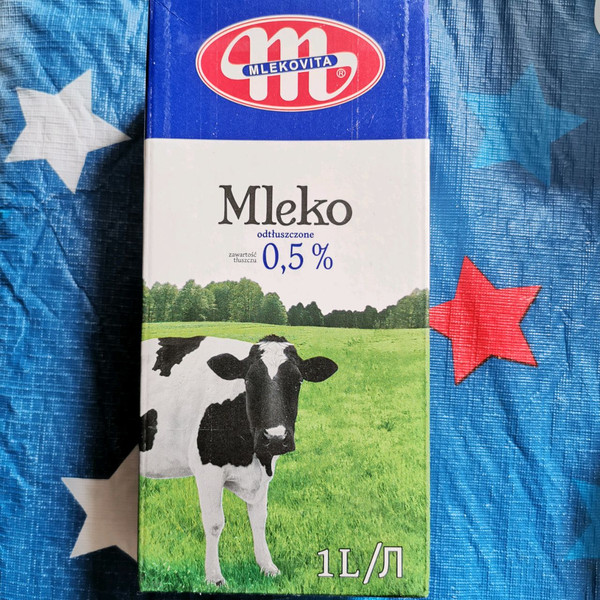 m
MLEKOVITA®
Mleko
odtłuszczone
zawartość
tłuszczu
0,5 %
1L/Л